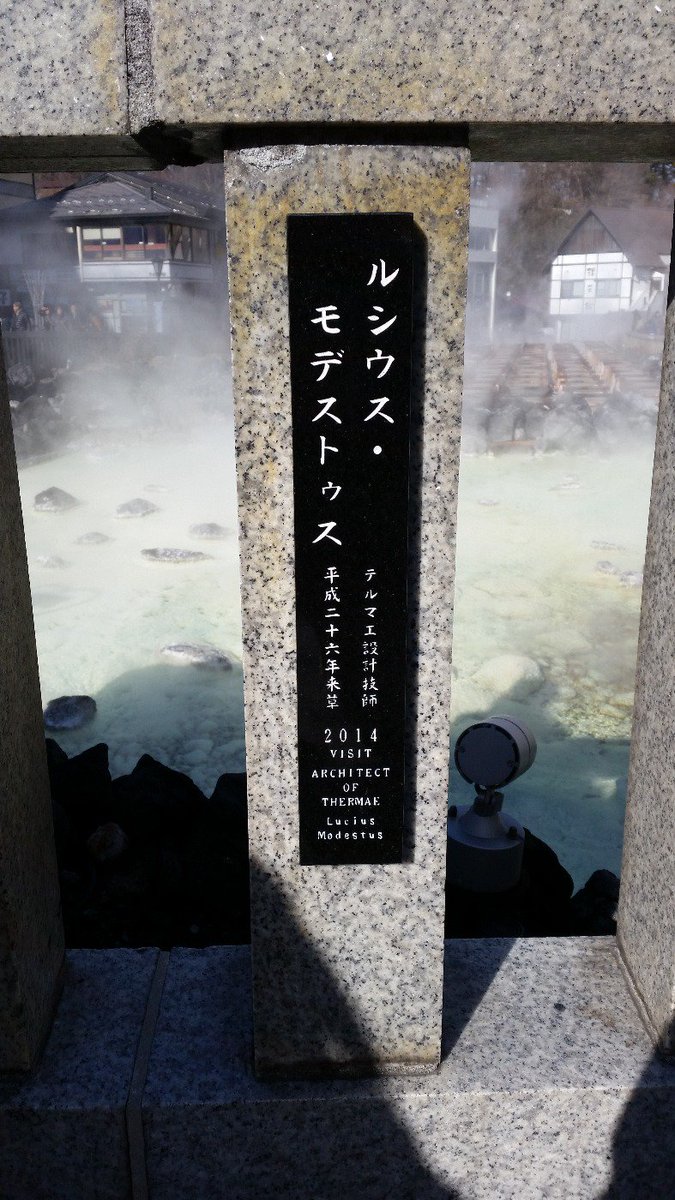 ルシウス・
モデストゥス
テルマエ設計技師
平成二十六年来草
2014
VISIT
ARCHITECT
OF
THERMAE
Lucius
Modestus